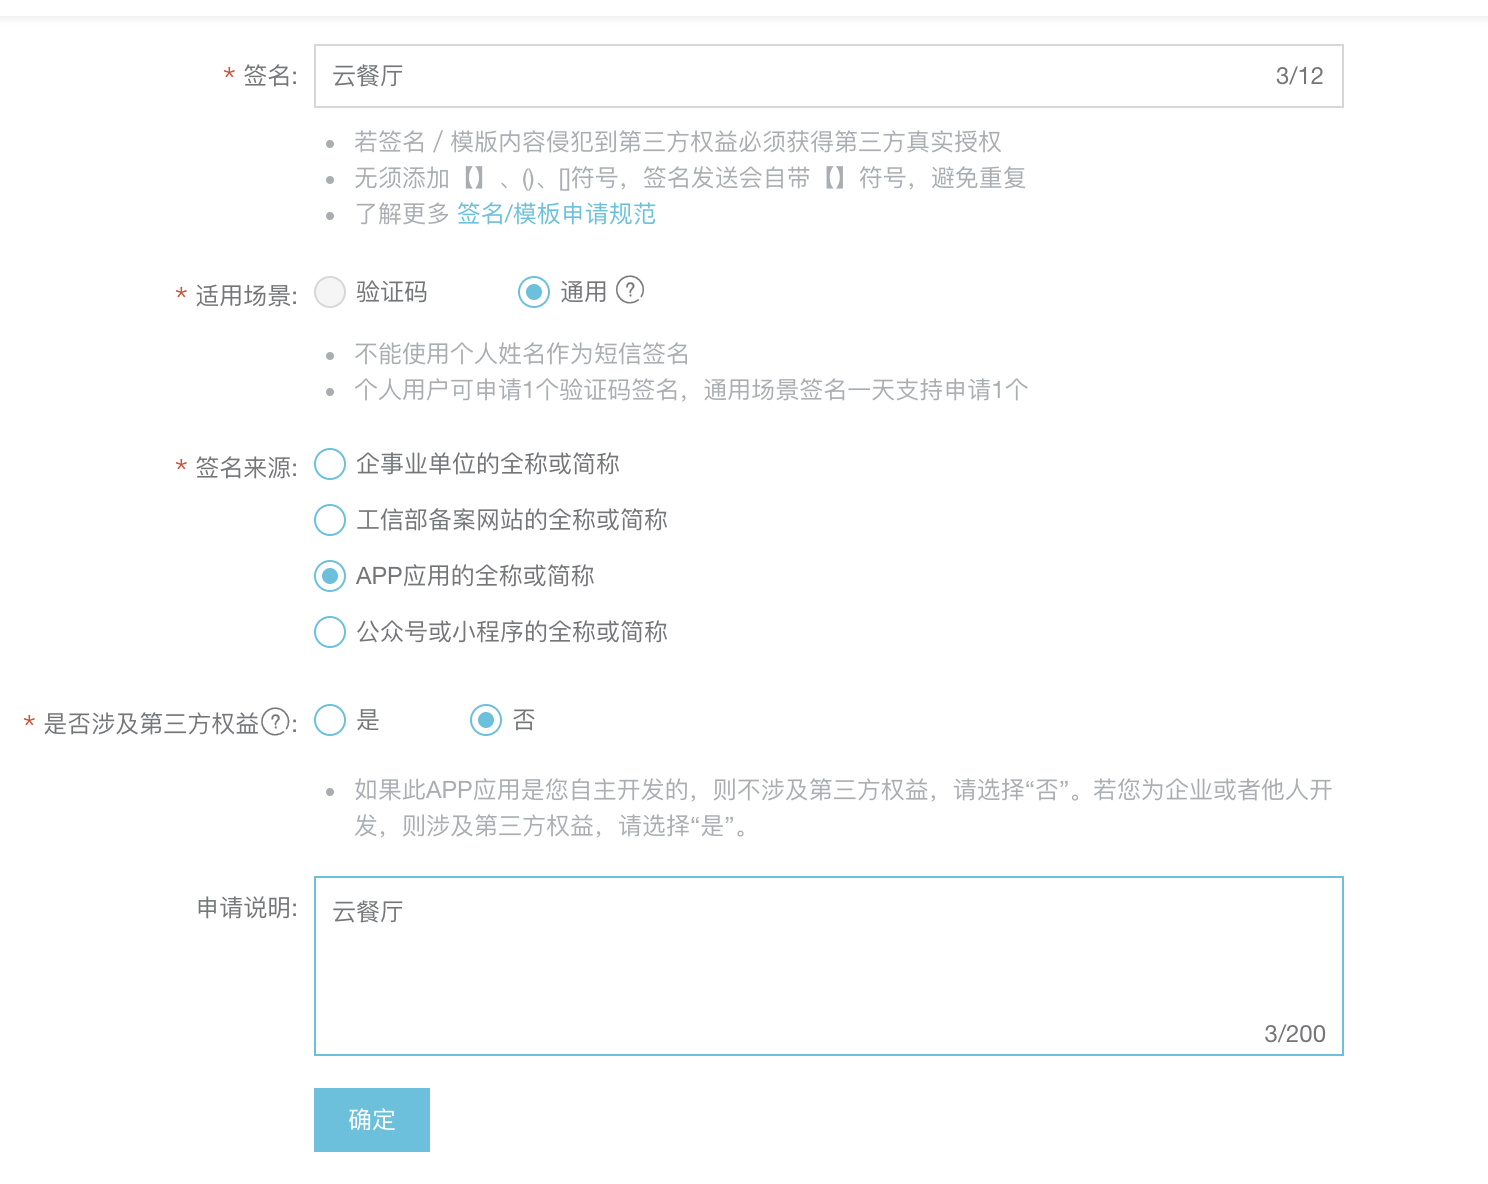 * 签名: 云餐厅 3/12
若签名 / 模版内容侵犯到第三方权益必须获得第三方真实授权
无须添加【】、()、[]符号，签名发送会自带【】符号，避免重复
了解更多 签名/模板申请规范
* 适用场景: 验证码 通用 ?
不能使用个人姓名作为短信签名
个人用户可申请1个验证码签名，通用场景签名一天支持申请1个
* 签名来源: 企事业单位的全称或简称
工信部备案网站的全称或简称
APP应用的全称或简称
公众号或小程序的全称或简称
* 是否涉及第三方权益?: 是 否
如果此APP应用是您自主开发的，则不涉及第三方权益，请选择“否”。若您为企业或者他人开
发，则涉及第三方权益，请选择“是”。
申请说明: 云餐厅
3/200
确定